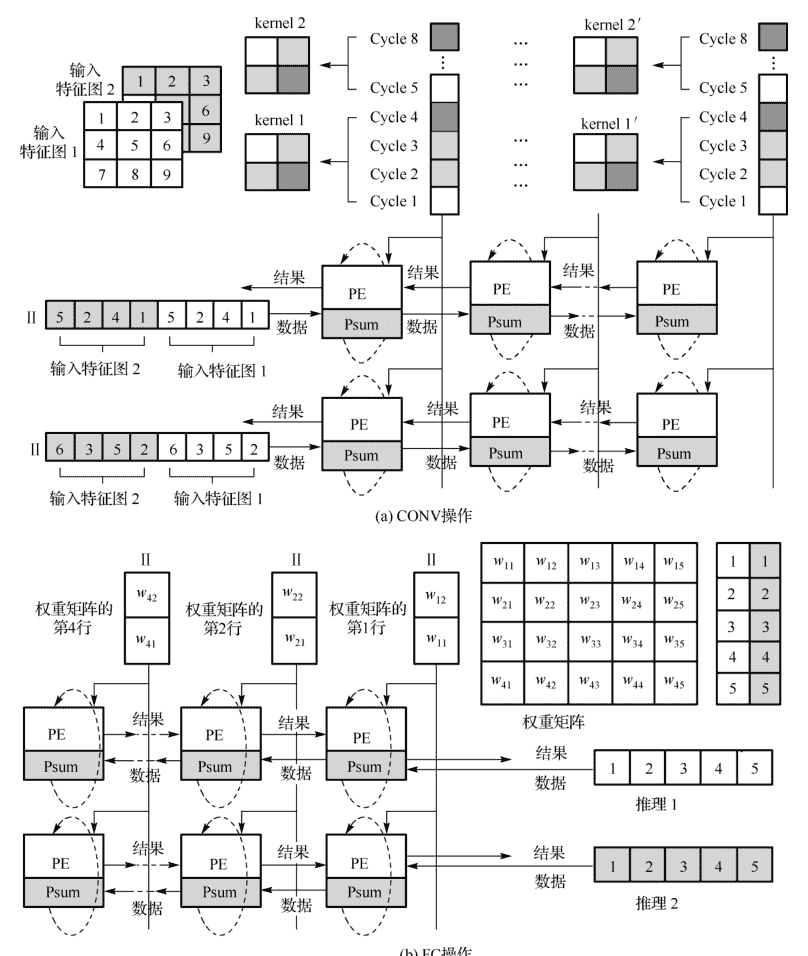 kernel 2
Cycle 8
...
kernel 2′
Cycle 8
输入
特征图 2
1 2 3
6
9
Cycle 5
...
Cycle 5
输入
特征图 1
1 2 3
4 5 6
7 8 9
kernel 1
Cycle 4
Cycle 3
Cycle 2
Cycle 1
...
...
...
kernel 1′
Cycle 4
Cycle 3
Cycle 2
Cycle 1
结果 PE 结果 PE 结果 PE
II 5 2 4 1 5 2 4 1
数据 Psum 数据 Psum 数据 Psum
输入特征图 2 输入特征图 1
结果 PE 结果 PE 结果 PE
II 6 3 5 2 6 3 5 2
数据 Psum 数据 Psum 数据 Psum
输入特征图 2 输入特征图 1
(a) CONV操作
II II II
权重矩阵的
第4行
w42
w41
权重矩阵的
第2行
w22
w21
权重矩阵的
第1行
w12
w11
w11 w12 w13 w14 w15
w21 w22 w23 w24 w25
w31 w32 w33 w34 w35
w41 w42 w43 w44 w45
权重矩阵
1 1
2 2
3 3
4 4
5 5
PE 结果 PE 结果 PE 结果
Psum 数据 Psum 数据 Psum 数据
1 2 3 4 5
推理 1
PE 结果 PE 结果 PE 结果
Psum 数据 Psum 数据 Psum 数据
1 2 3 4 5
推理 2
(b) FC操作